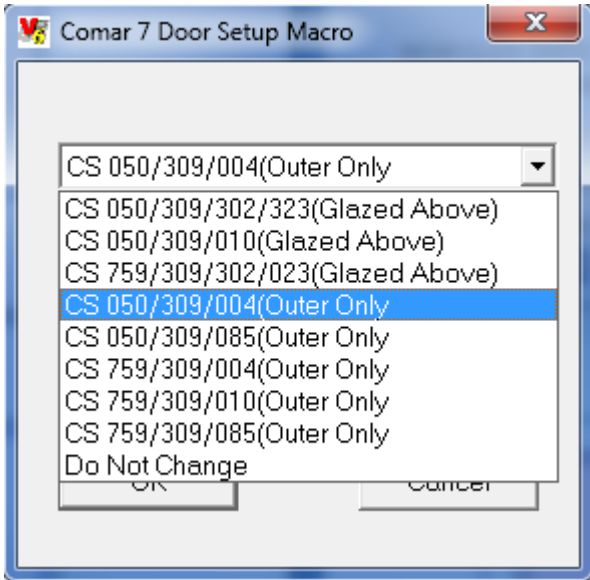 Comar 7 Door Setup Macro
CS 050/309/004(Outer Only
CS 050/309/302/323(Glazed Above)
CS 050/309/010(Glazed Above)
CS 759/309/302/023(Glazed Above)
CS 050/309/004(Outer Only
CS 050/309/085(Outer Only
CS 759/309/004(Outer Only
CS 759/309/010(Outer Only
CS 759/309/085(Outer Only
Do Not Change
OK Cancel